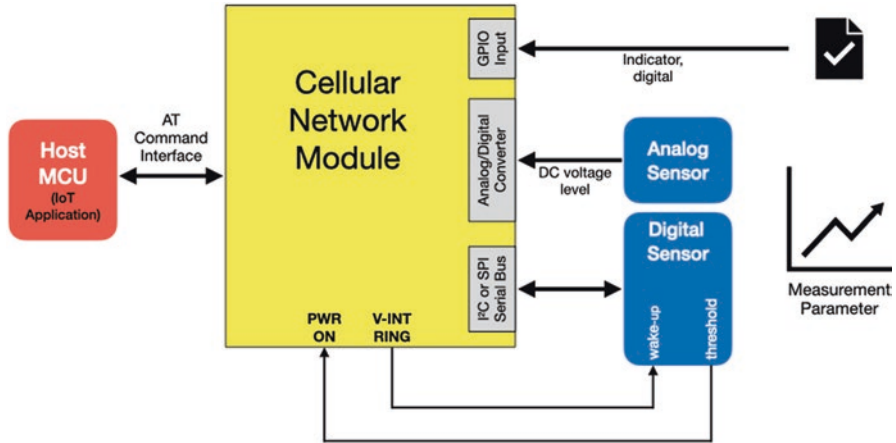 Cellular
Network
Module
GPIO
Input
Indicator,
digital
AT
Command
Interface
Host
MCU
(IoT
Application)
Analog/Digital
Converter
DC voltage
level
Analog
Sensor
Digital
Sensor
I²C or SPI
Serial Bus
wake-up
threshold
PWR
ON
V-INT
RING
Measurement
Parameter